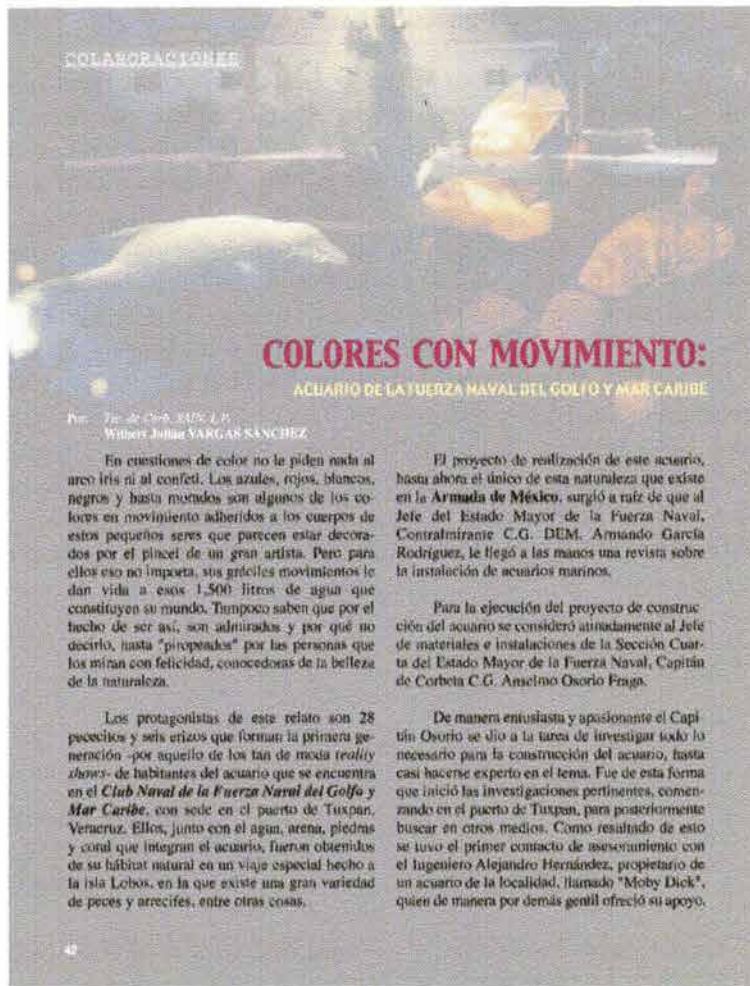 COLABORACIONES
COLORES CON MOVIMIENTO:
ACUARIO DE LA FUERZA NAVAL DEL GOLFO Y MAR CARIBE
Por: Tte. de Corb. SAIN. L.P.
Wilbert Julián VARGAS SÁNCHEZ
En cuestiones de color no le piden nada al
arco iris ni al confeti. Los azules, rojos, blancos,
negros y hasta morados son algunos de los co-
lores en movimiento adheridos a los cuerpos de
estos pequeños seres que parecen estar decora-
dos por el pincel de un gran artista. Pero para
ellos eso no importa, sus gráciles movimientos le
dan vida a esos 1,500 litros de agua que
constituyen su mundo. Tampoco saben que por el
hecho de ser así, son admirados y por qué no
decirlo, hasta "piropeados" por las personas que
los miran con felicidad, conocedoras de la belleza
de la naturaleza.
Los protagonistas de este relato son 28
pececitos y seis erizos que forman la primera ge-
neración -por aquello de los tan de moda reality
shows- de habitantes del acuario que se encuentra
en el Club Naval de la Fuerza Naval del Golfo y
Mar Caribe, con sede en el puerto de Tuxpan,
Veracruz. Ellos, junto con el agua, arena, piedras
y coral que integran el acuario, fueron obtenidos
de su hábitat natural en un viaje especial hecho a
la isla Lobos, en la que existe una gran variedad
de peces y arrecifes, entre otras cosas.
El proyecto de realización de este acuario,
hasta ahora el único de esta naturaleza que existe
en la Armada de México, surgió a raíz de que al
Jefe del Estado Mayor de la Fuerza Naval,
Contralmirante C.G. DEM. Armando García
Rodríguez, le llegó a las manos una revista sobre
la instalación de acuarios marinos.
Para la ejecución del proyecto de construc-
ción del acuario se consideró atinadamente al Jefe
de materiales e instalaciones de la Sección Cuar-
ta del Estado Mayor de la Fuerza Naval, Capitán
de Corbeta C.G. Anselmo Osorio Fraga.
De manera entusiasta y apasionante el Capi-
tán Osorio se dio a la tarea de investigar todo lo
necesario para la construcción del acuario, hasta
casi hacerse experto en el tema. Fue de esta forma
que inició las investigaciones pertinentes, comen-
zando en el puerto de Tuxpan, para posteriormente
buscar en otros medios. Como resultado de esto
se tuvo el primer contacto de asesoramiento con
el Ingeniero Alejandro Hernández, propietario de
un acuario de la localidad, llamado "Moby Dick",
quien de manera por demás gentil ofreció su apoyo.
42